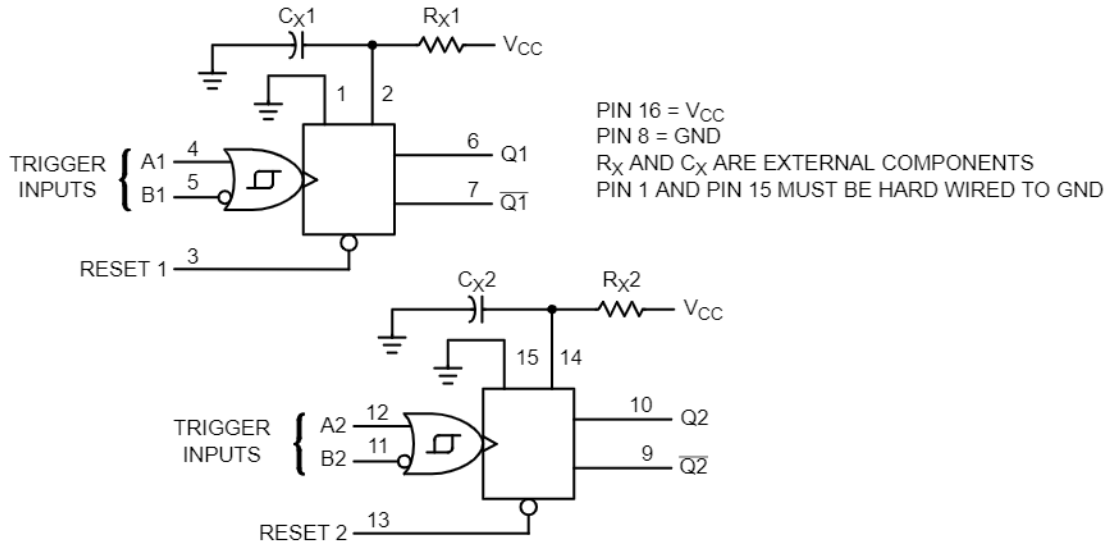 CX1
RX1
VCC
1
2
PIN 16 = VCC
PIN 8 = GND
RX AND CX ARE EXTERNAL COMPONENTS
PIN 1 AND PIN 15 MUST BE HARD WIRED TO GND
TRIGGER
INPUTS
A1
4
B1
5
6
Q1
7
Q1
RESET 1
3
CX2
RX2
VCC
15
14
TRIGGER
INPUTS
A2
12
B2
11
10
Q2
9
Q2
RESET 2
13